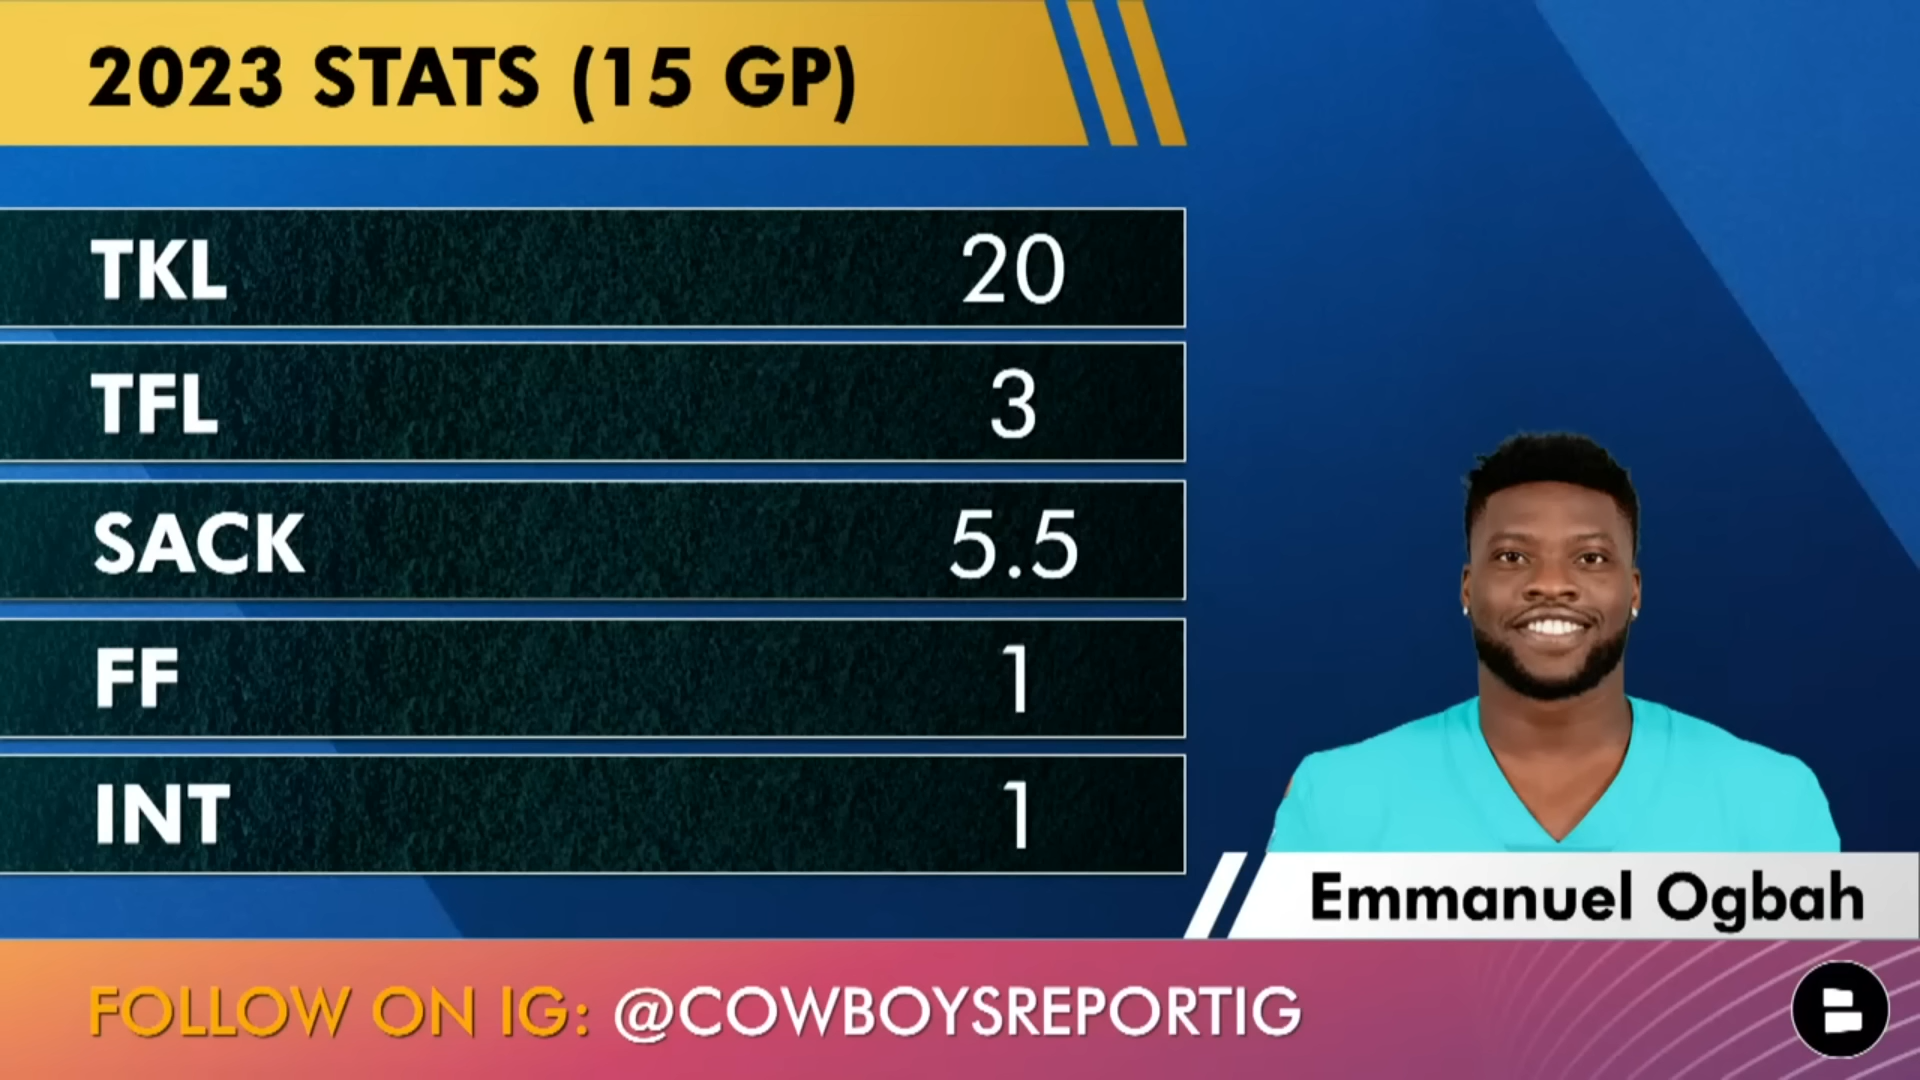 2023 STATS (15 GP)
TKL 20
TFL 3
SACK 5.5
FF 1
INT 1
Emmanuel Ogbah
FOLLOW ON IG: @COWBOYSREPORTIG